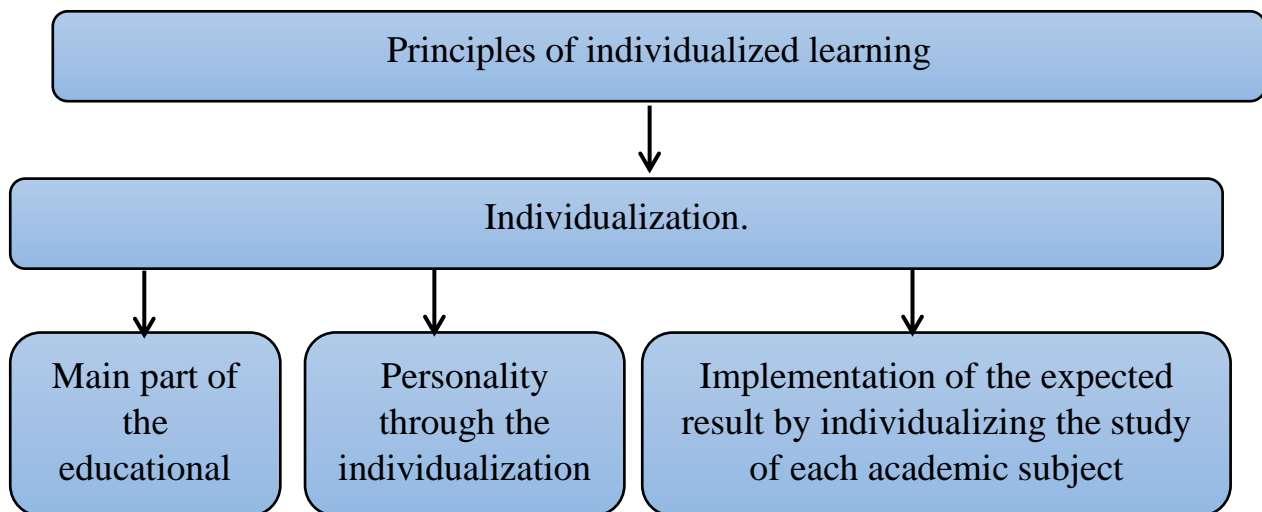 Principles of individualized learning
Individualization.
Main part of
the
educational
Personality
through the
individualization
Implementation of the expected
result by individualizing the study
of each academic subject